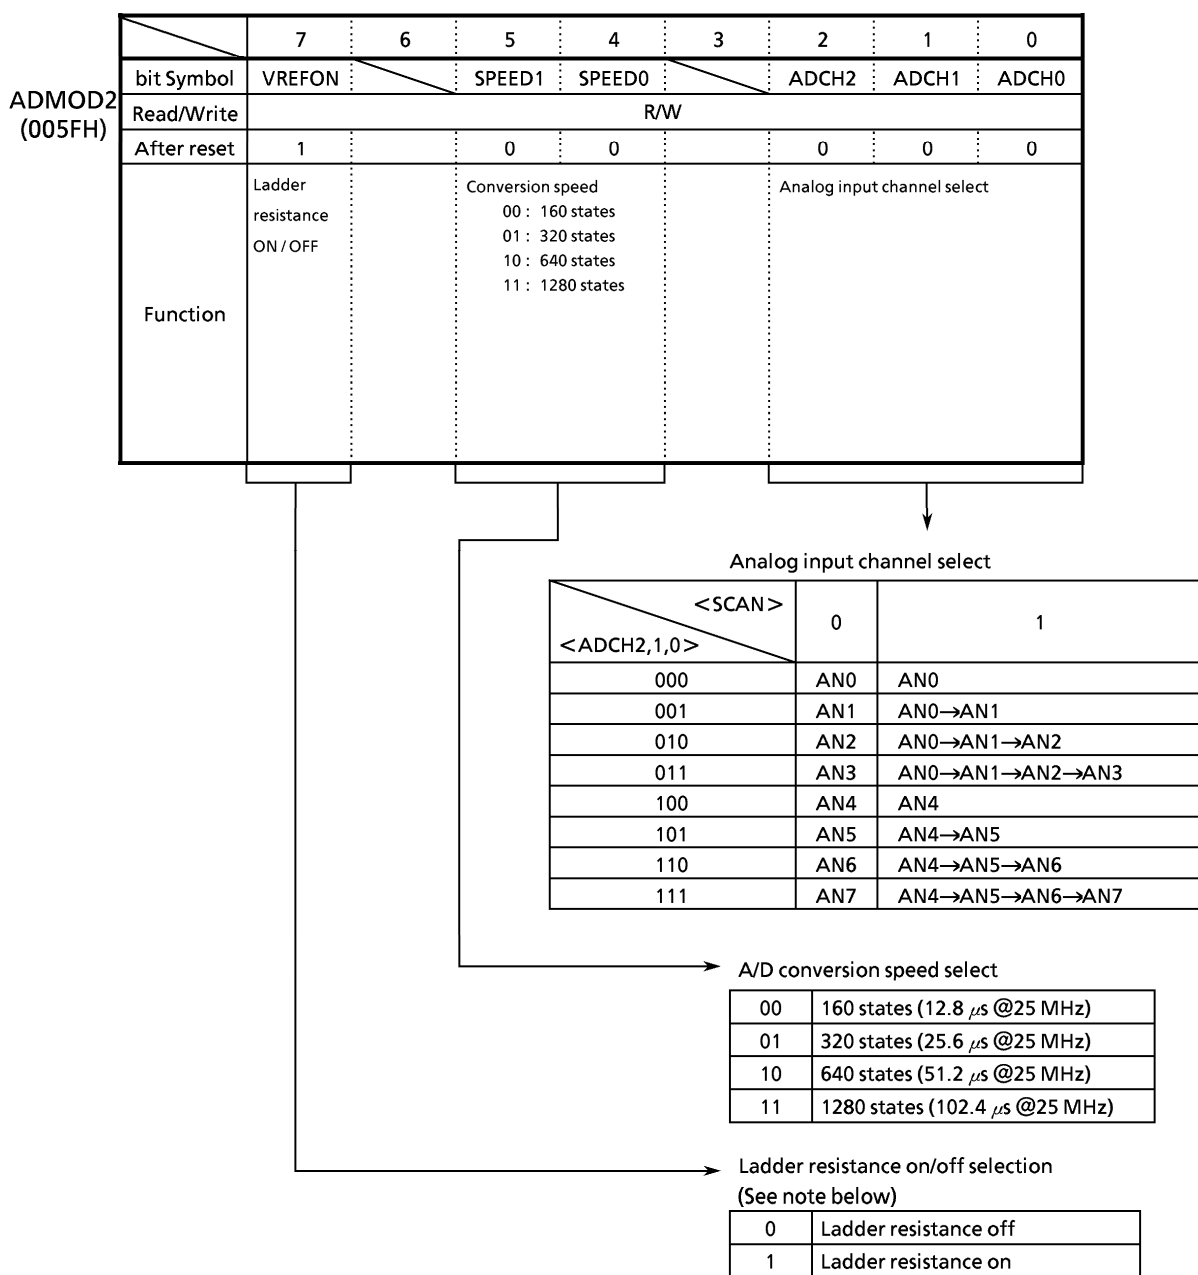 7 6 5 4 3 2 1 0
bit Symbol VREFON SPEED1 SPEED0 ADCH2 ADCH1 ADCH0
ADMOD2
(005FH)
Read/Write R/W
After reset 1 0 0 0 0 0
Function
Ladder
resistance
ON / OFF
Conversion speed
00 : 160 states
01 : 320 states
10 : 640 states
11 : 1280 states
Analog input channel select
Analog input channel select
<SCAN> 0 1
<ADCH2,1,0>
000 AN0 AN0
001 AN1 AN0→AN1
010 AN2 AN0→AN1→AN2
011 AN3 AN0→AN1→AN2→AN3
100 AN4 AN4
101 AN5 AN4→AN5
110 AN6 AN4→AN5→AN6
111 AN7 AN4→AN5→AN6→AN7
A/D conversion speed select
00 160 states (12.8 μs @25 MHz)
01 320 states (25.6 μs @25 MHz)
10 640 states (51.2 μs @25 MHz)
11 1280 states (102.4 μs @25 MHz)
Ladder resistance on/off selection
(See note below)
0 Ladder resistance off
1 Ladder resistance on